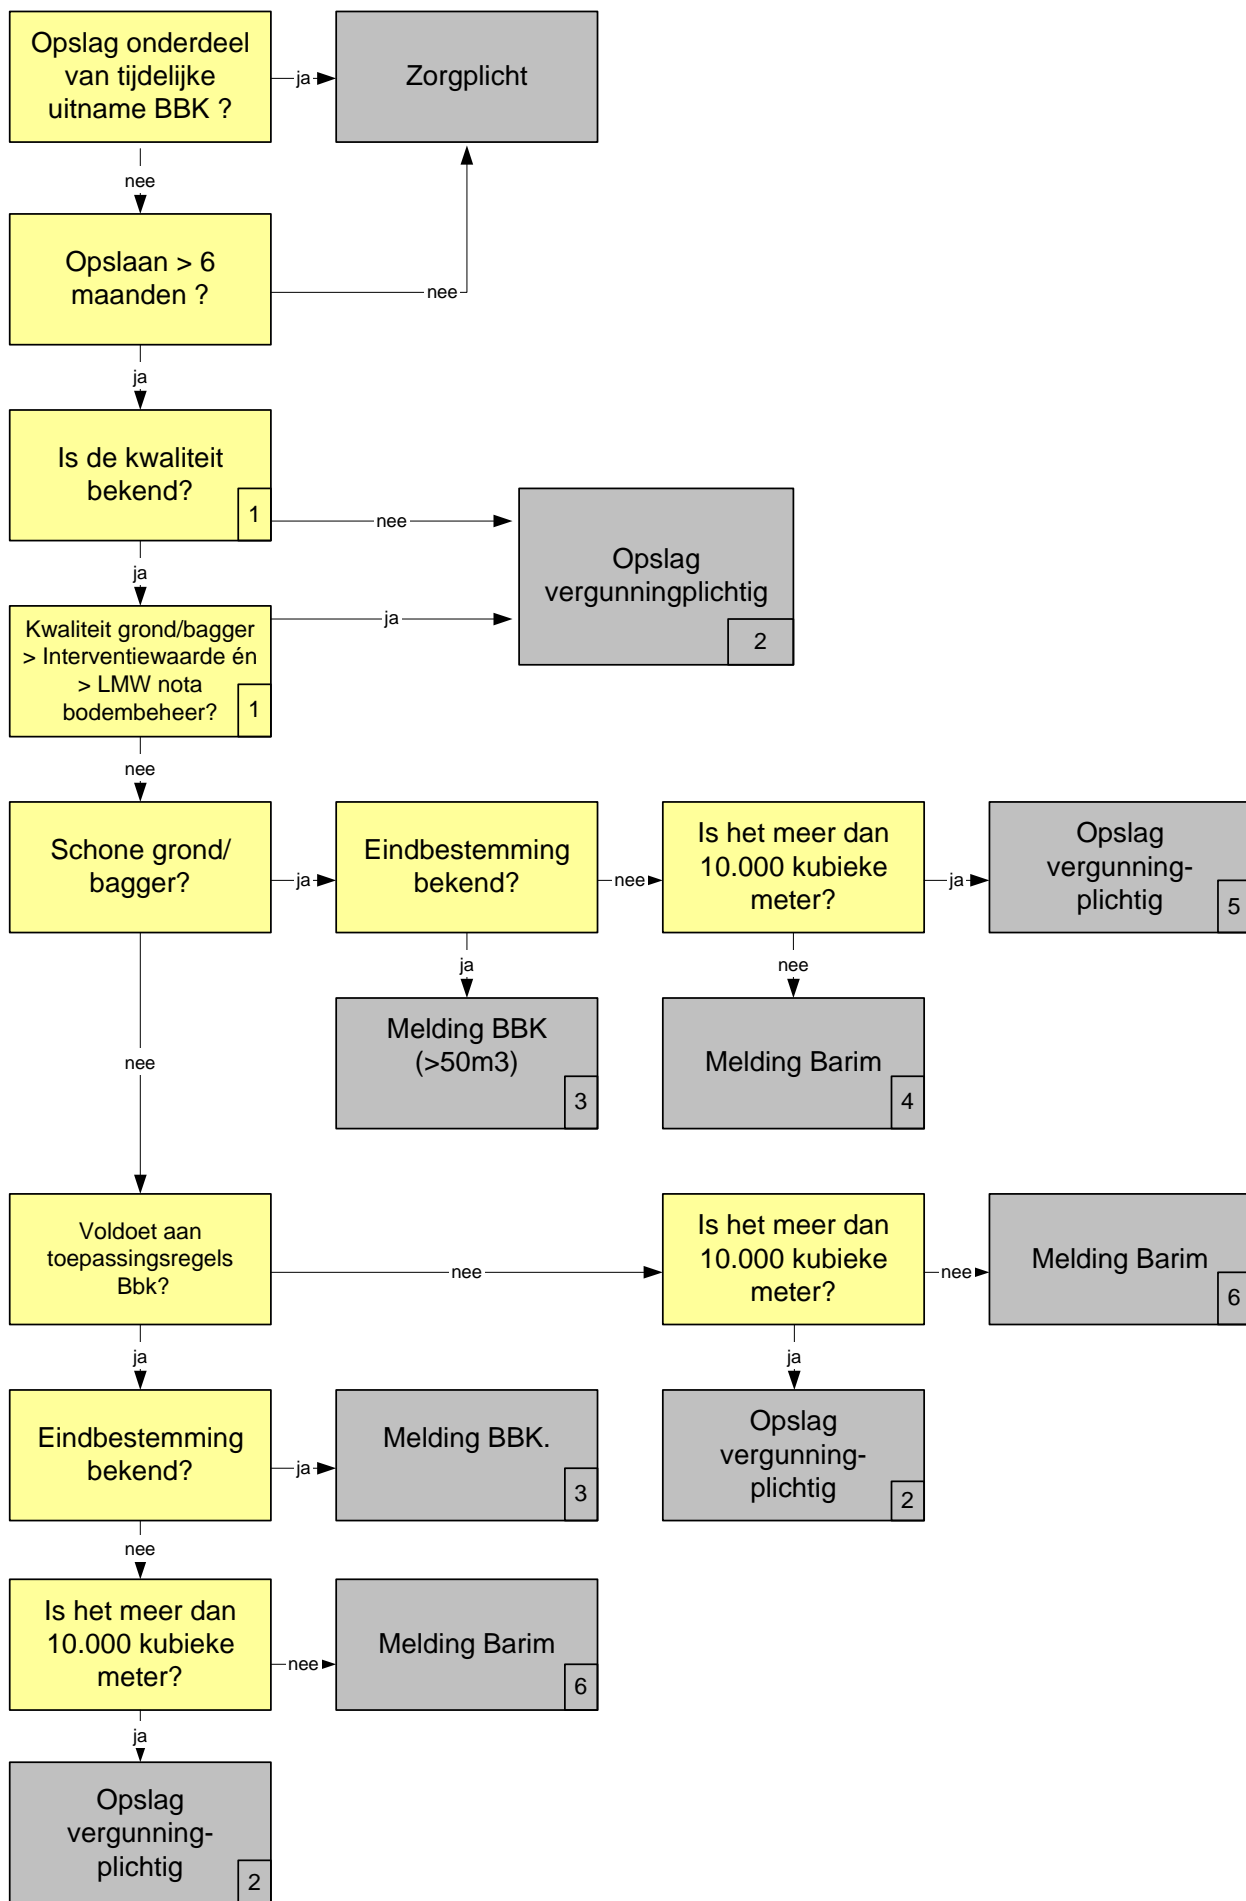 Opslag onderdeel
van tijdelijke
uitname BBK ?
ja
Zorgplicht
nee
Opslaan > 6
maanden ?
nee
ja
Is de kwaliteit
bekend?
1
nee
Opslag
vergunningplichtig
2
ja
Kwaliteit grond/bagger
> Interventiewaarde én
> LMW nota
bodembeheer?
1
ja
nee
Schone grond/
bagger?
ja
Eindbestemming
bekend?
nee
Is het meer dan
10.000 kubieke
meter?
ja
Opslag
vergunning-
plichtig
5
ja
nee
Melding BBK
(>50m3)
3
Melding Barim
4
nee
Voldoet aan
toepassingsregels
Bbk?
nee
Is het meer dan
10.000 kubieke
meter?
nee
Melding Barim
6
ja
ja
Eindbestemming
bekend?
ja
Melding BBK.
3
Opslag
vergunning-
plichtig
2
nee
Is het meer dan
10.000 kubieke
meter?
nee
Melding Barim
6
ja
Opslag
vergunning-
plichtig
2